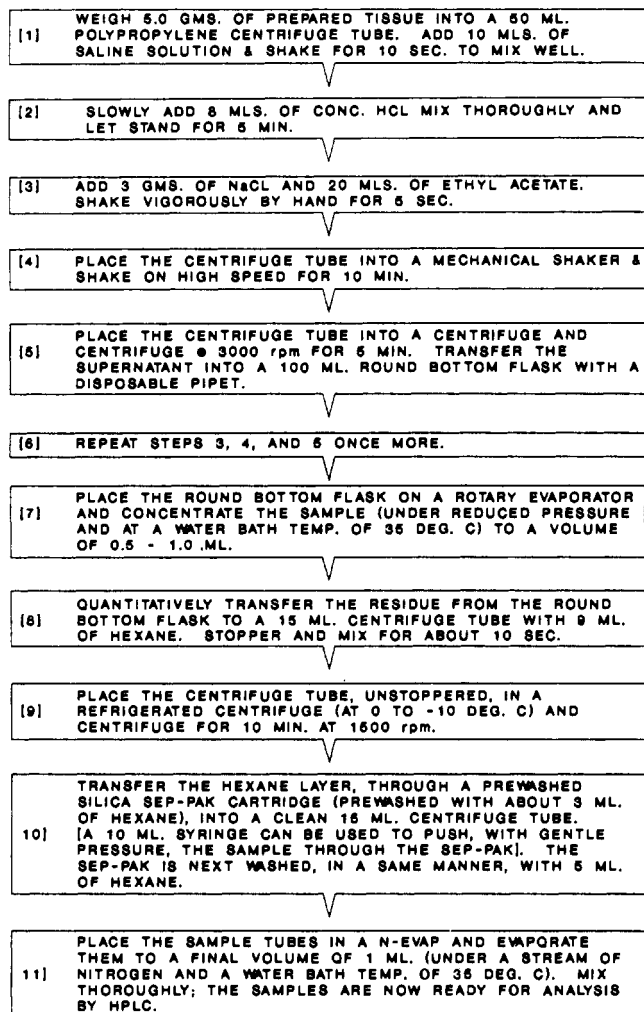 WEIGH 5.0 GMS. OF PREPARED TISSUE INTO A 50 ML.
[1] POLYPROPYLENE CENTRIFUGE TUBE. ADD 10 MLS. OF
SALINE SOLUTION & SHAKE FOR 10 SEC. TO MIX WELL.
[2] SLOWLY ADD 8 MLS. OF CONC. HCL MIX THOROUGHLY AND
LET STAND FOR 5 MIN.
[3] ADD 3 GMS. OF NaCL AND 20 MLS. OF ETHYL ACETATE.
SHAKE VIGOROUSLY BY HAND FOR 5 SEC.
[4] PLACE THE CENTRIFUGE TUBE INTO A MECHANICAL SHAKER &
SHAKE ON HIGH SPEED FOR 10 MIN.
PLACE THE CENTRIFUGE TUBE INTO A CENTRIFUGE AND
[5] CENTRIFUGE @ 3000 rpm FOR 5 MIN. TRANSFER THE
SUPERNATANT INTO A 100 ML. ROUND BOTTOM FLASK WITH A
DISPOSABLE PIPET.
[6] REPEAT STEPS 3, 4, AND 5 ONCE MORE.
PLACE THE ROUND BOTTOM FLASK ON A ROTARY EVAPORATOR
[7] AND CONCENTRATE THE SAMPLE (UNDER REDUCED PRESSURE
AND AT A WATER BATH TEMP. OF 35 DEG. C) TO A VOLUME
OF 0.5 - 1.0 .ML.
QUANTITATIVELY TRANSFER THE RESIDUE FROM THE ROUND
[8] BOTTOM FLASK TO A 15 ML. CENTRIFUGE TUBE WITH 9 ML.
OF HEXANE. STOPPER AND MIX FOR ABOUT 10 SEC.
PLACE THE CENTRIFUGE TUBE, UNSTOPPERED, IN A
[9] REFRIGERATED CENTRIFUGE (AT 0 TO -10 DEG. C) AND
CENTRIFUGE FOR 10 MIN. AT 1500 rpm.
TRANSFER THE HEXANE LAYER, THROUGH A PREWASHED
SILICA SEP-PAK CARTRIDGE (PREWASHED WITH ABOUT 3 ML.
OF HEXANE), INTO A CLEAN 15 ML. CENTRIFUGE TUBE.
10] [A 10 ML. SYRINGE CAN BE USED TO PUSH, WITH GENTLE
PRESSURE, THE SAMPLE THROUGH THE SEP-PAK]. THE
SEP-PAK IS NEXT WASHED, IN A SAME MANNER, WITH 5 ML.
OF HEXANE.
PLACE THE SAMPLE TUBES IN A N-EVAP AND EVAPORATE
THEM TO A FINAL VOLUME OF 1 ML. (UNDER A STREAM OF
11] NITROGEN AND A WATER BATH TEMP. OF 35 DEG. C). MIX
THOROUGHLY; THE SAMPLES ARE NOW READY FOR ANALYSIS
BY HPLC.